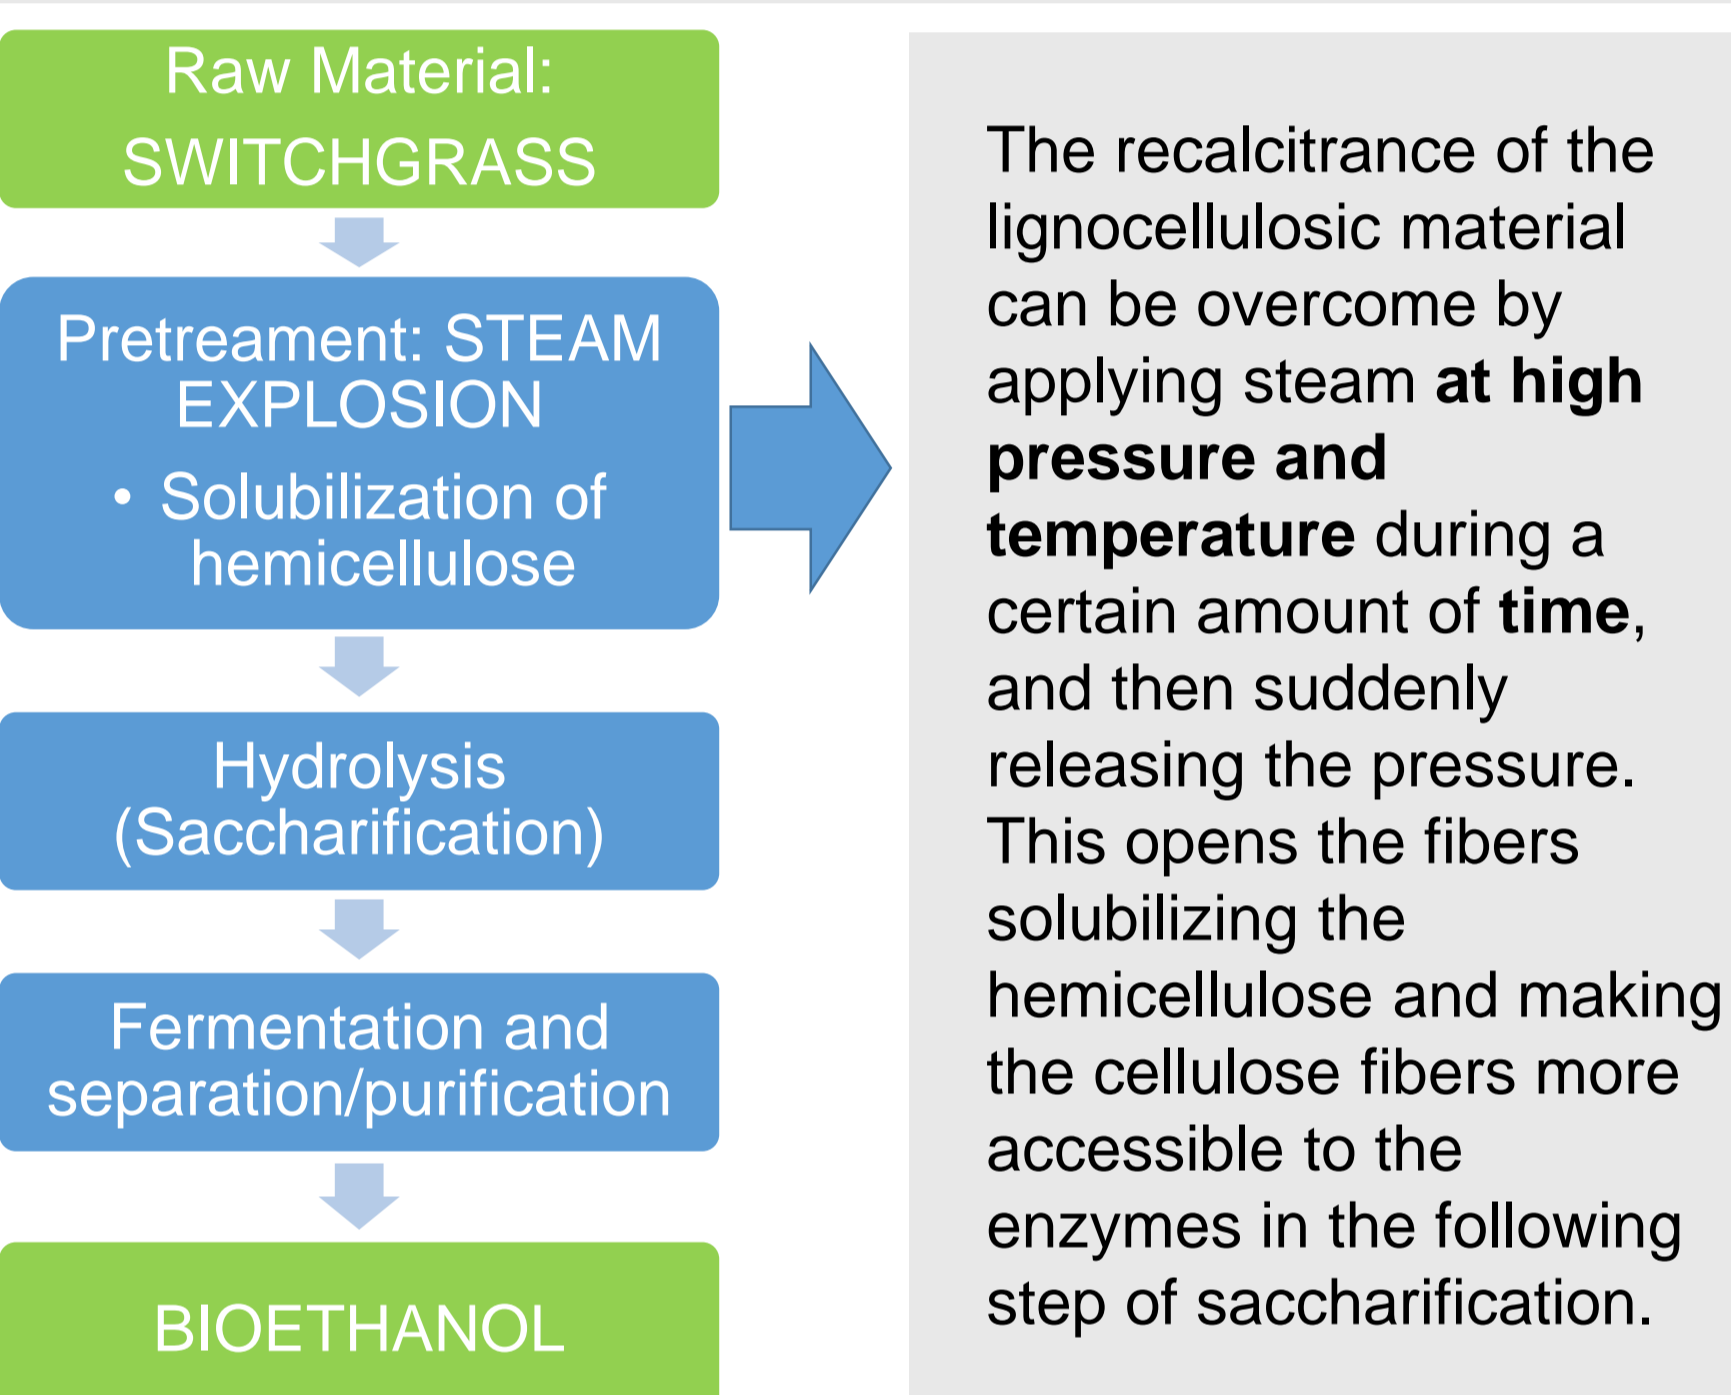 Raw Material:
SWITCHGRASS
Pretreament: STEAM
EXPLOSION
• Solubilization of
hemicellulose
Hydrolysis
(Saccharification)
Fermentation and
separation/purification
BIOETHANOL
The recalcitrance of the
lignocellulosic material
can be overcome by
applying steam at high
pressure and
temperature during a
certain amount of time,
and then suddenly
releasing the pressure.
This opens the fibers
solubilizing the
hemicellulose and making
the cellulose fibers more
accessible to the
enzymes in the following
step of saccharification.